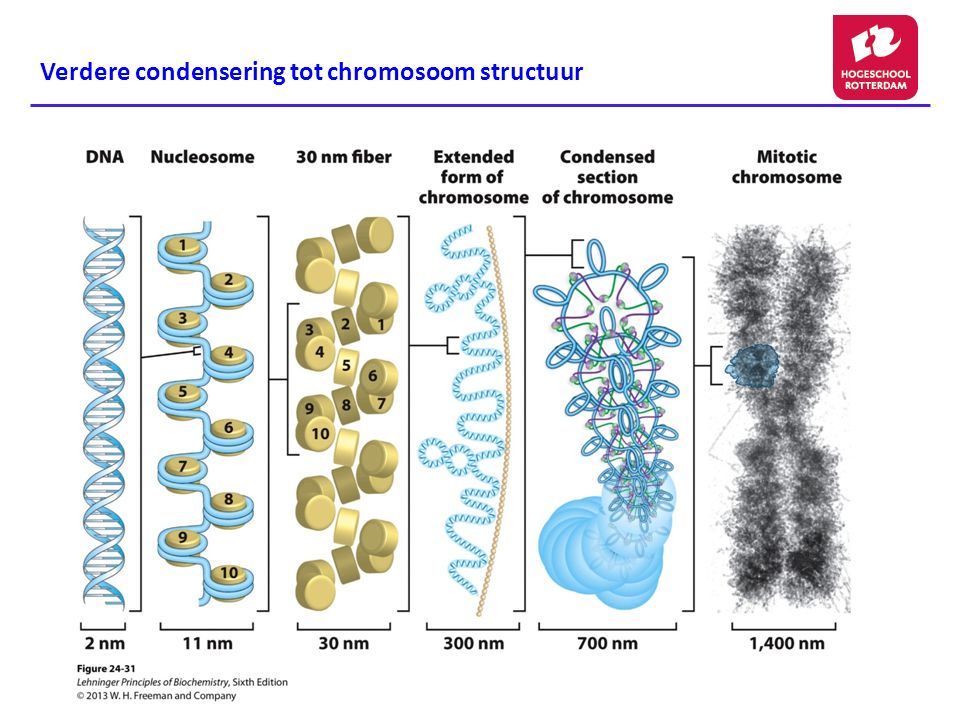 Verdere condensering tot chromosoom structuur
HOGESCHOOL
ROTTERDAM
DNA
Nucleosome
30 nm fiber
Extended
form of
chromosome
Condensed
section
of chromosome
Mitotic
chromosome
1
2
3
4
5
6
7
8
9
10
1
2
3
4
5
6
7
8
9
10
2 nm
11 nm
30 nm
300 nm
700 nm
1,400 nm
Figure 24-31
Lehninger Principles of Biochemistry, Sixth Edition
© 2013 W. H. Freeman and Company